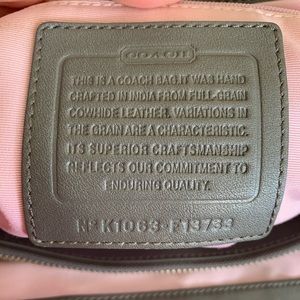 COACH
THIS IS A COACH BAG.IT WAS HAND
CRAFTED IN INDIA FROM FULL-GRAIN
COWHIDE LEATHER. VARIATIONS IN
THE GRAIN ARE A CHARACTERISTIC.
ITS SUPERIOR CRAFTSMANSHIP
REFLECTS OUR COMMITMENT TO
ENDURING QUALITY.
Nº K1063-F13733